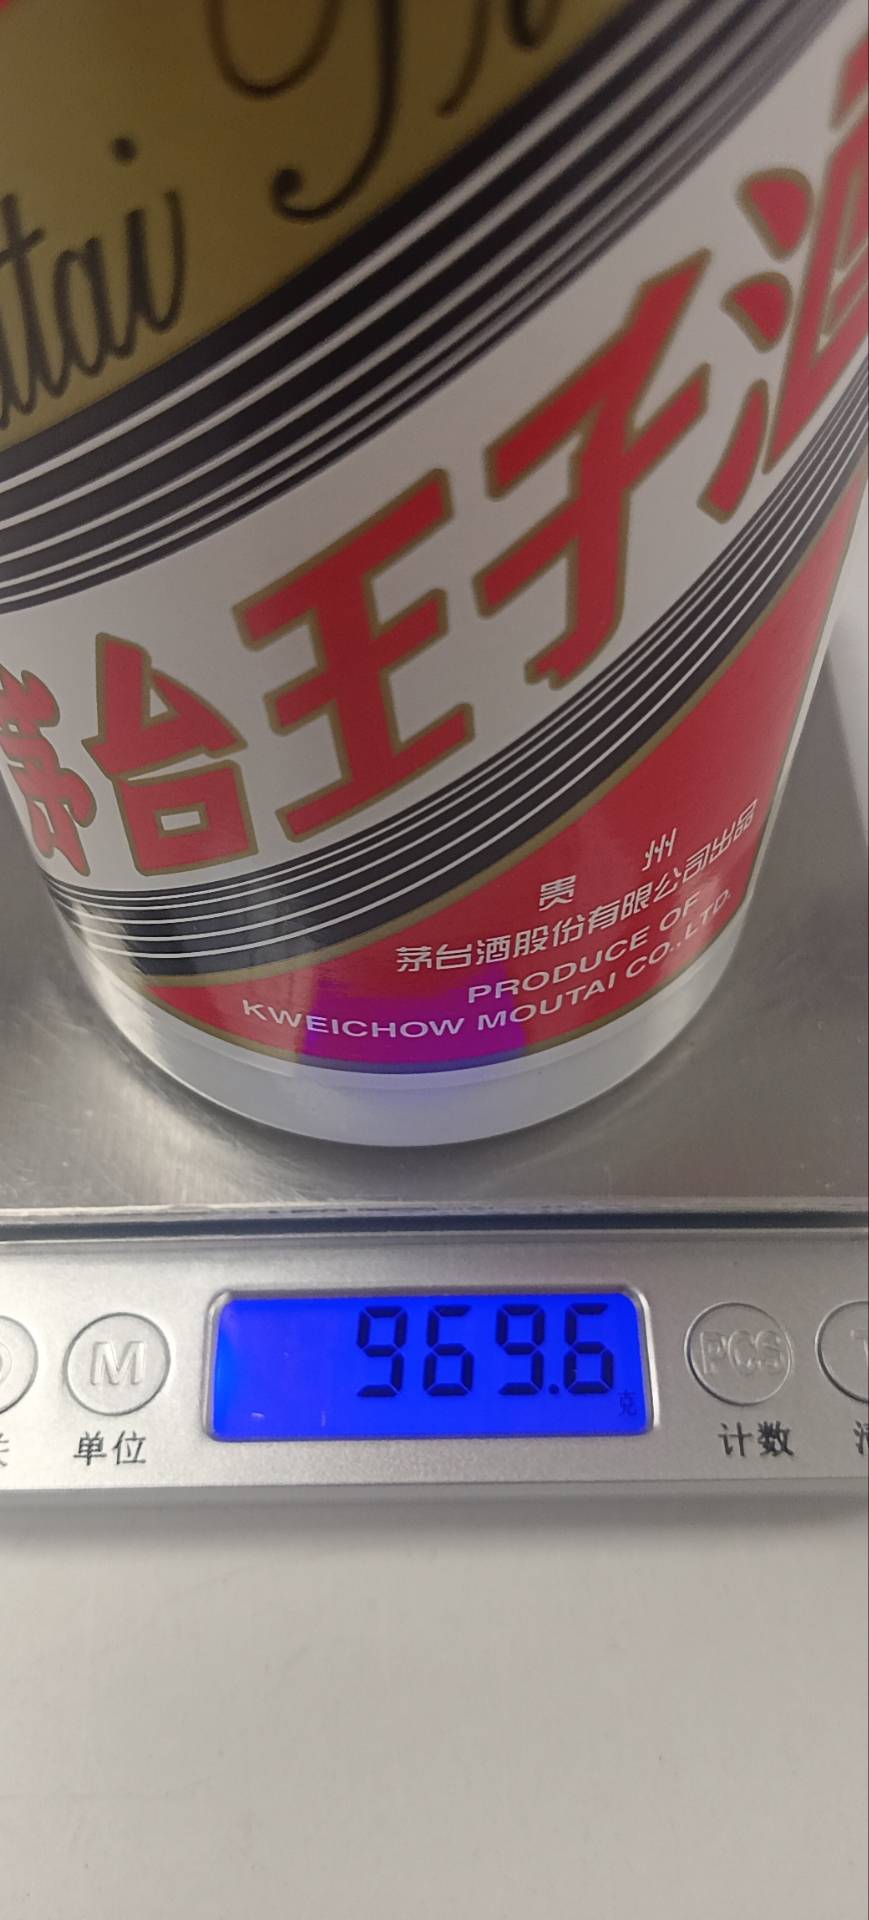 茅台王子酒
贵 州
茅台酒股份有限公司出品
PRODUCE OF
KWEICHOW MOUTAI CO.,LTD.
969.6
克
M
PCS
单位
计数